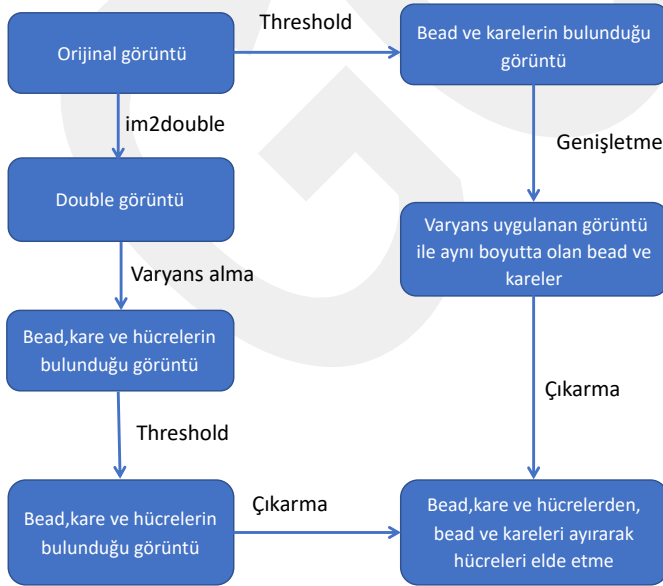 Threshold
Orijinal görüntü
Bead ve karelerin bulunduğu
görüntü
im2double
Genişletme
Double görüntü
Varyans uygulanan görüntü
ile aynı boyutta olan bead ve
kareler
Varyans alma
Bead,kare ve hücrelerin
bulunduğu görüntü
Çıkarma
Threshold
Bead,kare ve hücrelerin
bulunduğu görüntü
Çıkarma
Bead,kare ve hücrelerden,
bead ve kareleri ayırarak
hücreleri elde etme